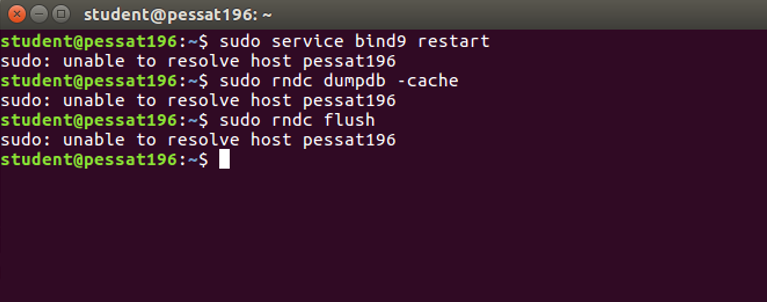 student@pessat196: ~
student@pessat196:~$ sudo service bind9 restart
sudo: unable to resolve host pessat196
student@pessat196:~$ sudo rndc dumpdb -cache
sudo: unable to resolve host pessat196
student@pessat196:~$ sudo rndc flush
sudo: unable to resolve host pessat196
student@pessat196:~$